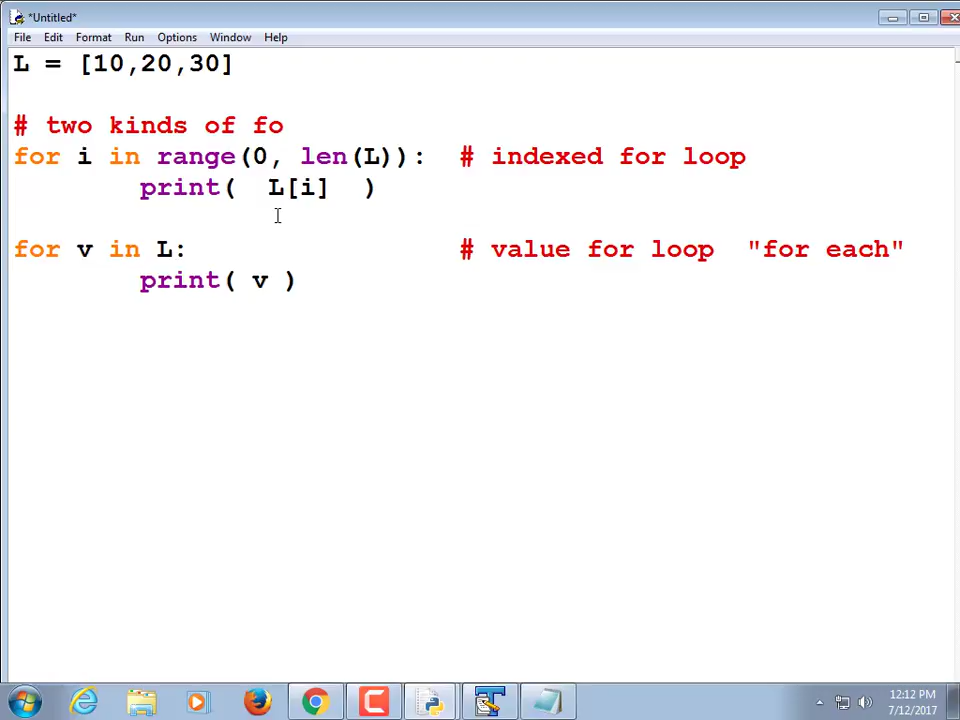 *Untitled*
File Edit Format Run Options Window Help
L = [10,20,30]
# two kinds of fo
for i in range(0, len(L)): # indexed for loop
print( L[i] )
for v in L: # value for loop "for each"
print( v )
12:12 PM
7/12/2017